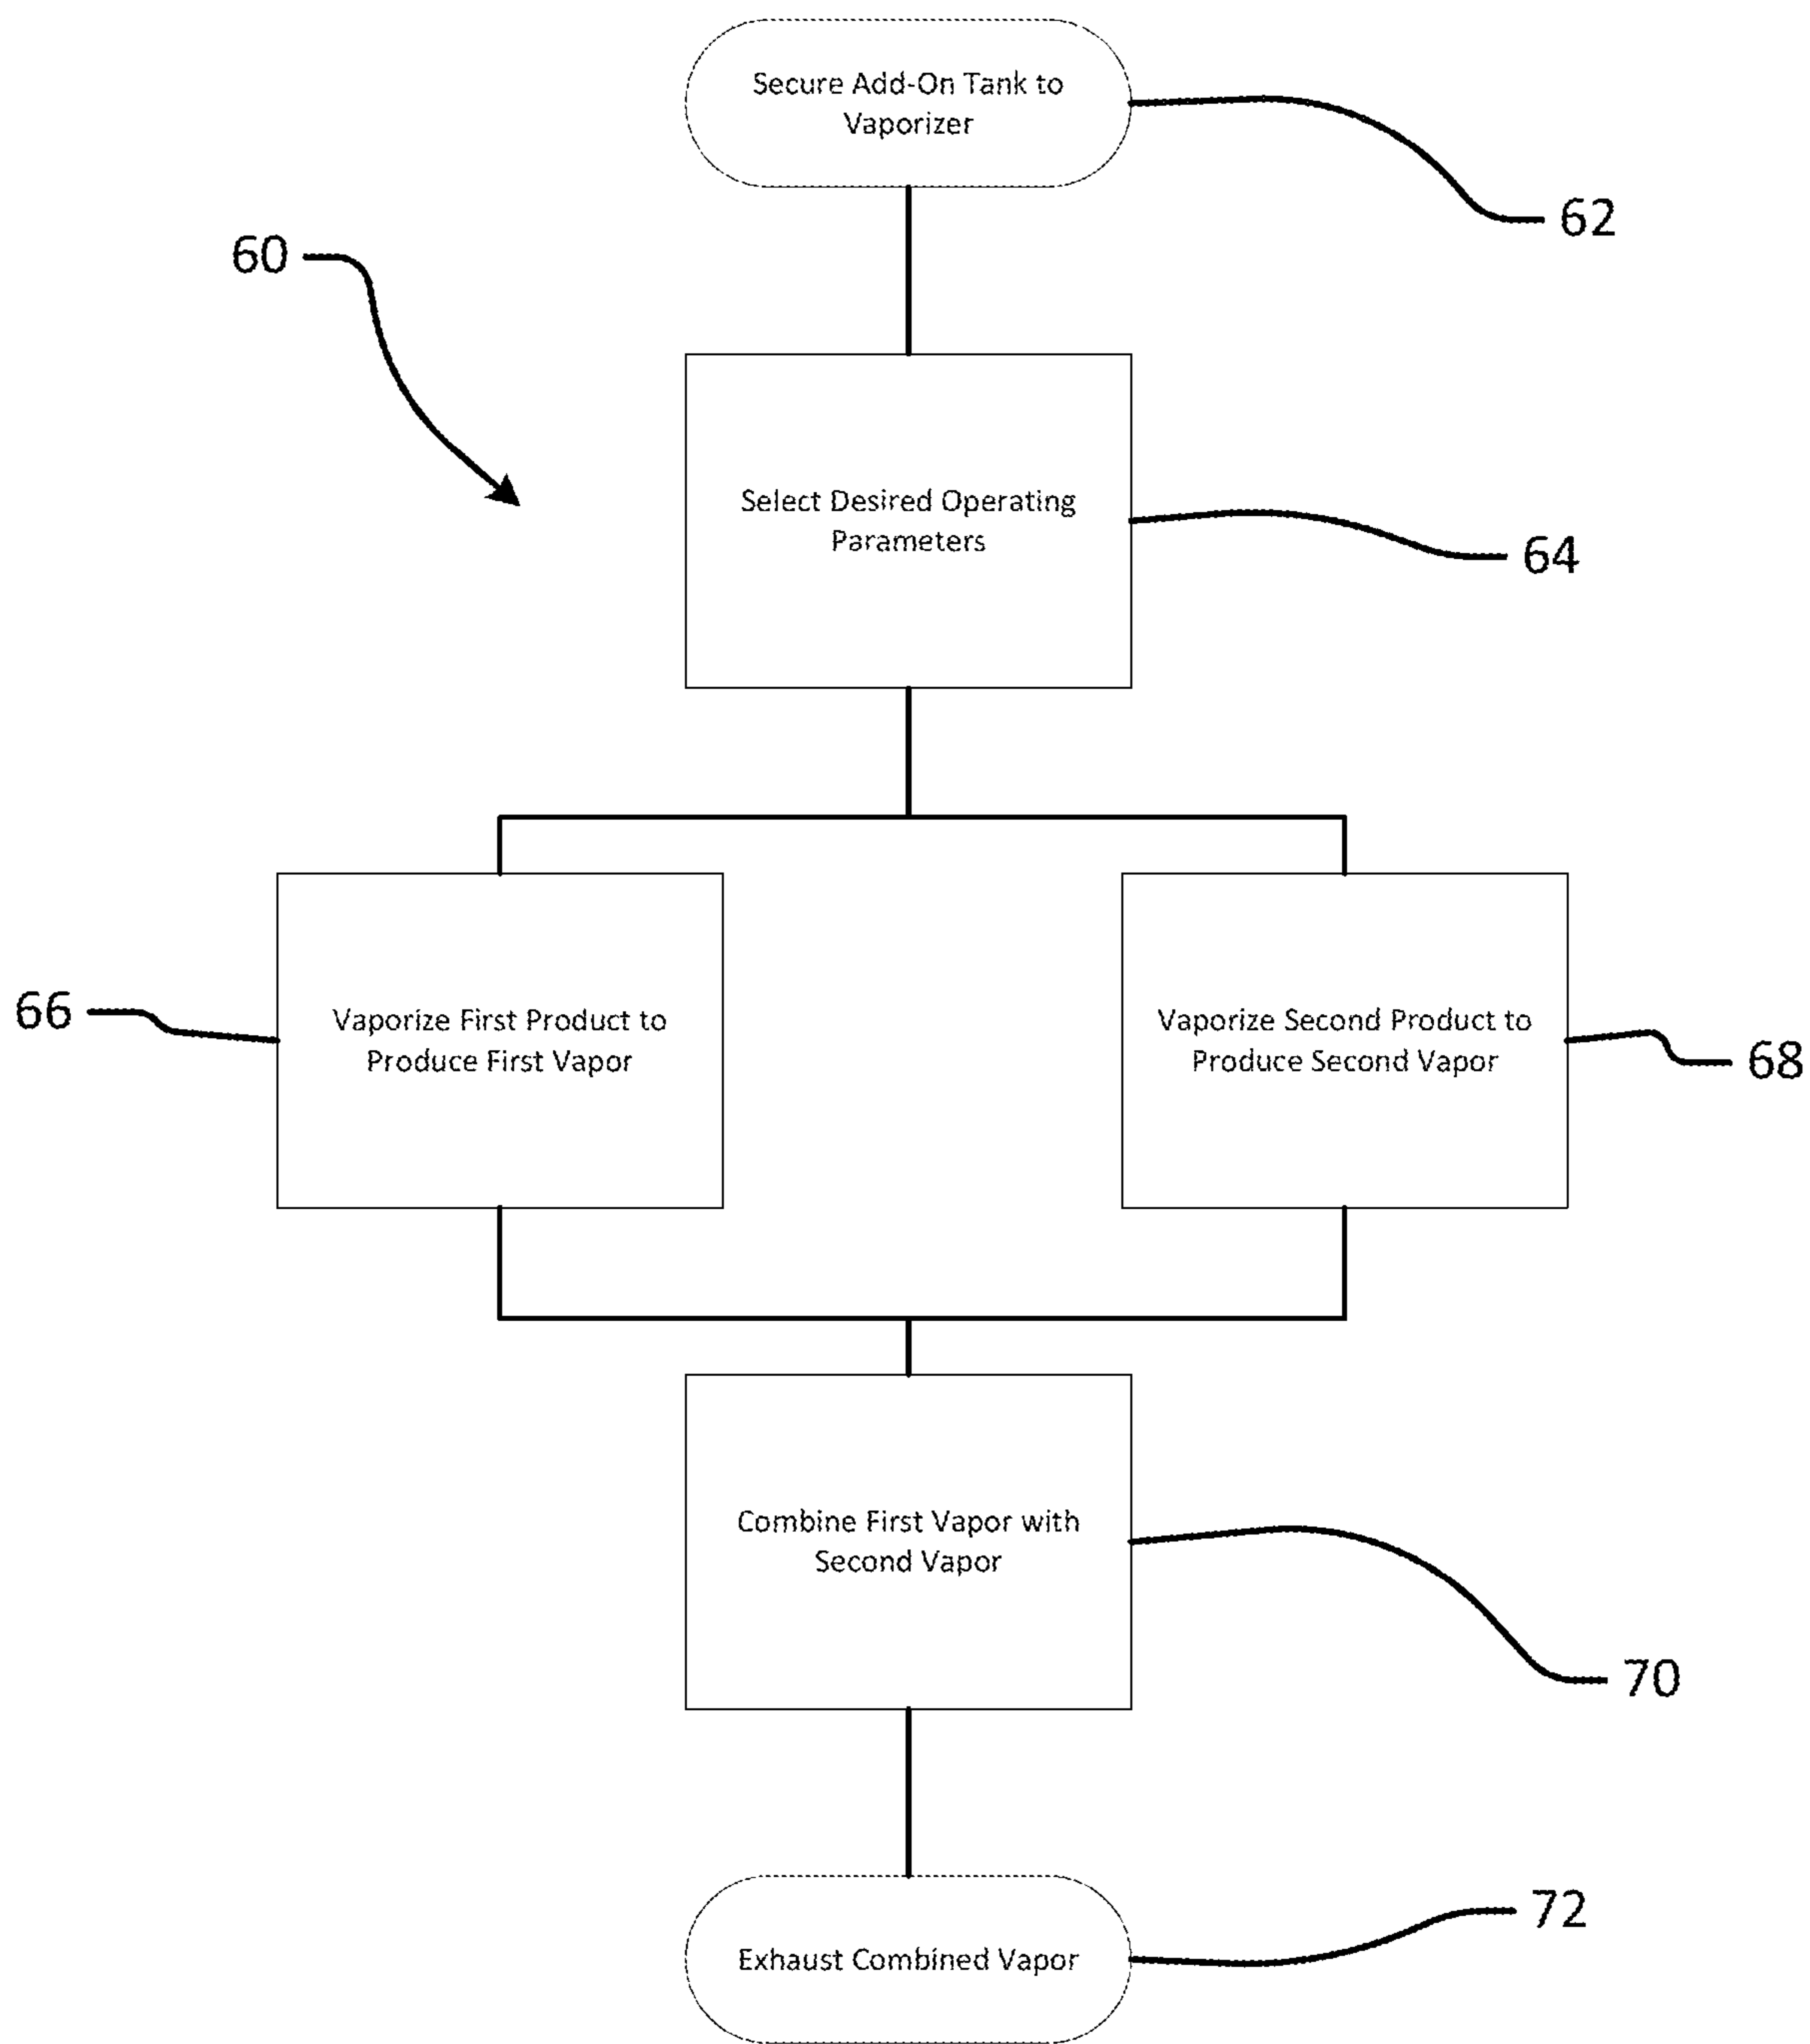 Secure Add-On Tank to
Vaporizer
62
60
Select Desired Operating
Parameters
64
Vaporize First Product to
Produce First Vapor
66
Vaporize Second Product to
Produce Second Vapor
68
Combine First Vapor with
Second Vapor
70
Exhaust Combined Vapor
72